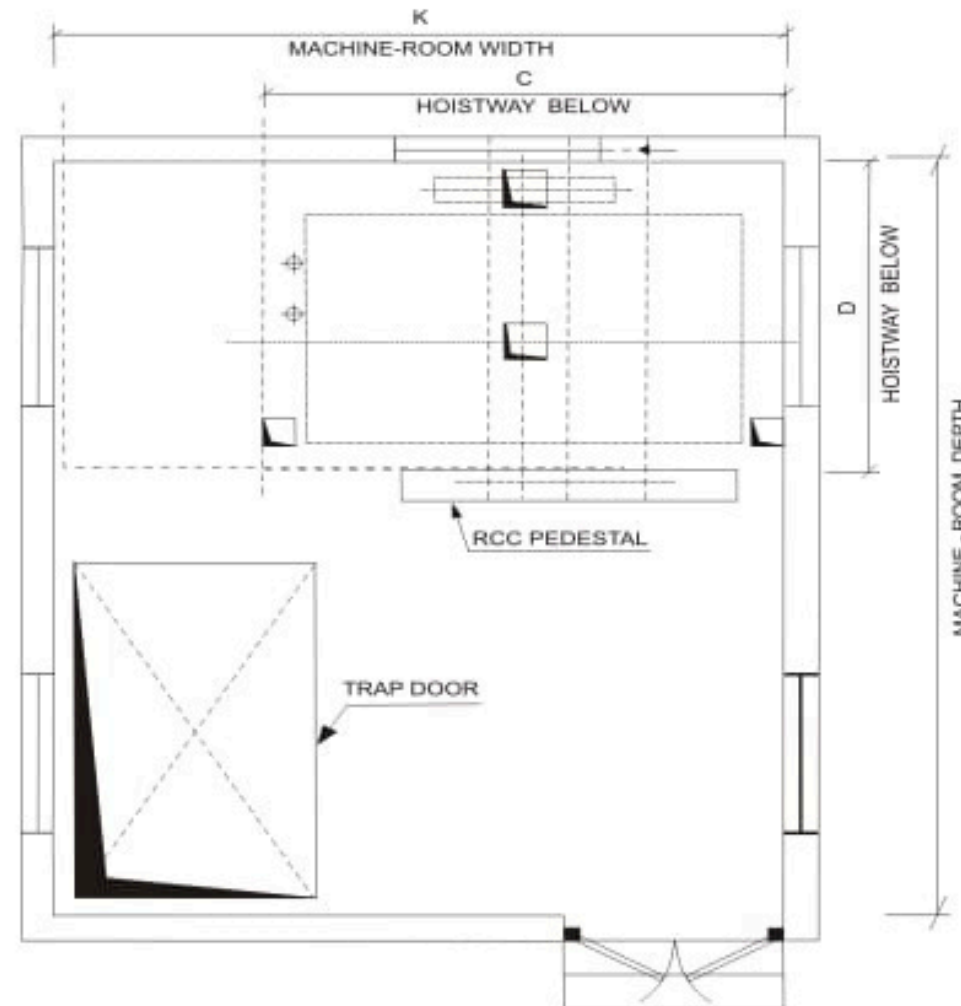 K
MACHINE-ROOM WIDTH
C
HOISTWAY BELOW
D
HOISTWAY BELOW
MACHINE - ROOM DEPTH
RCC PEDESTAL
TRAP DOOR